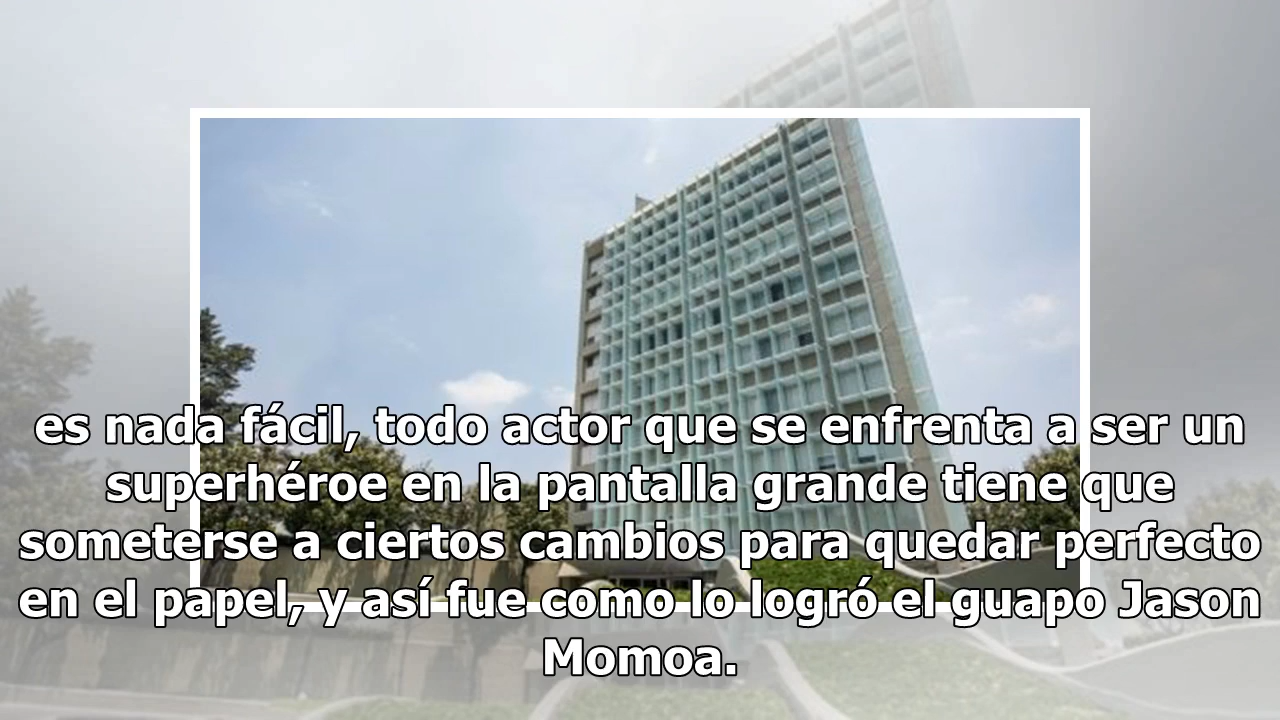 es nada fácil, todo actor que se enfrenta a ser un
superhéroe en la pantalla grande tiene que
someterse a ciertos cambios para quedar perfecto
en el papel, y así fue como lo logró el guapo Jason
Momoa.